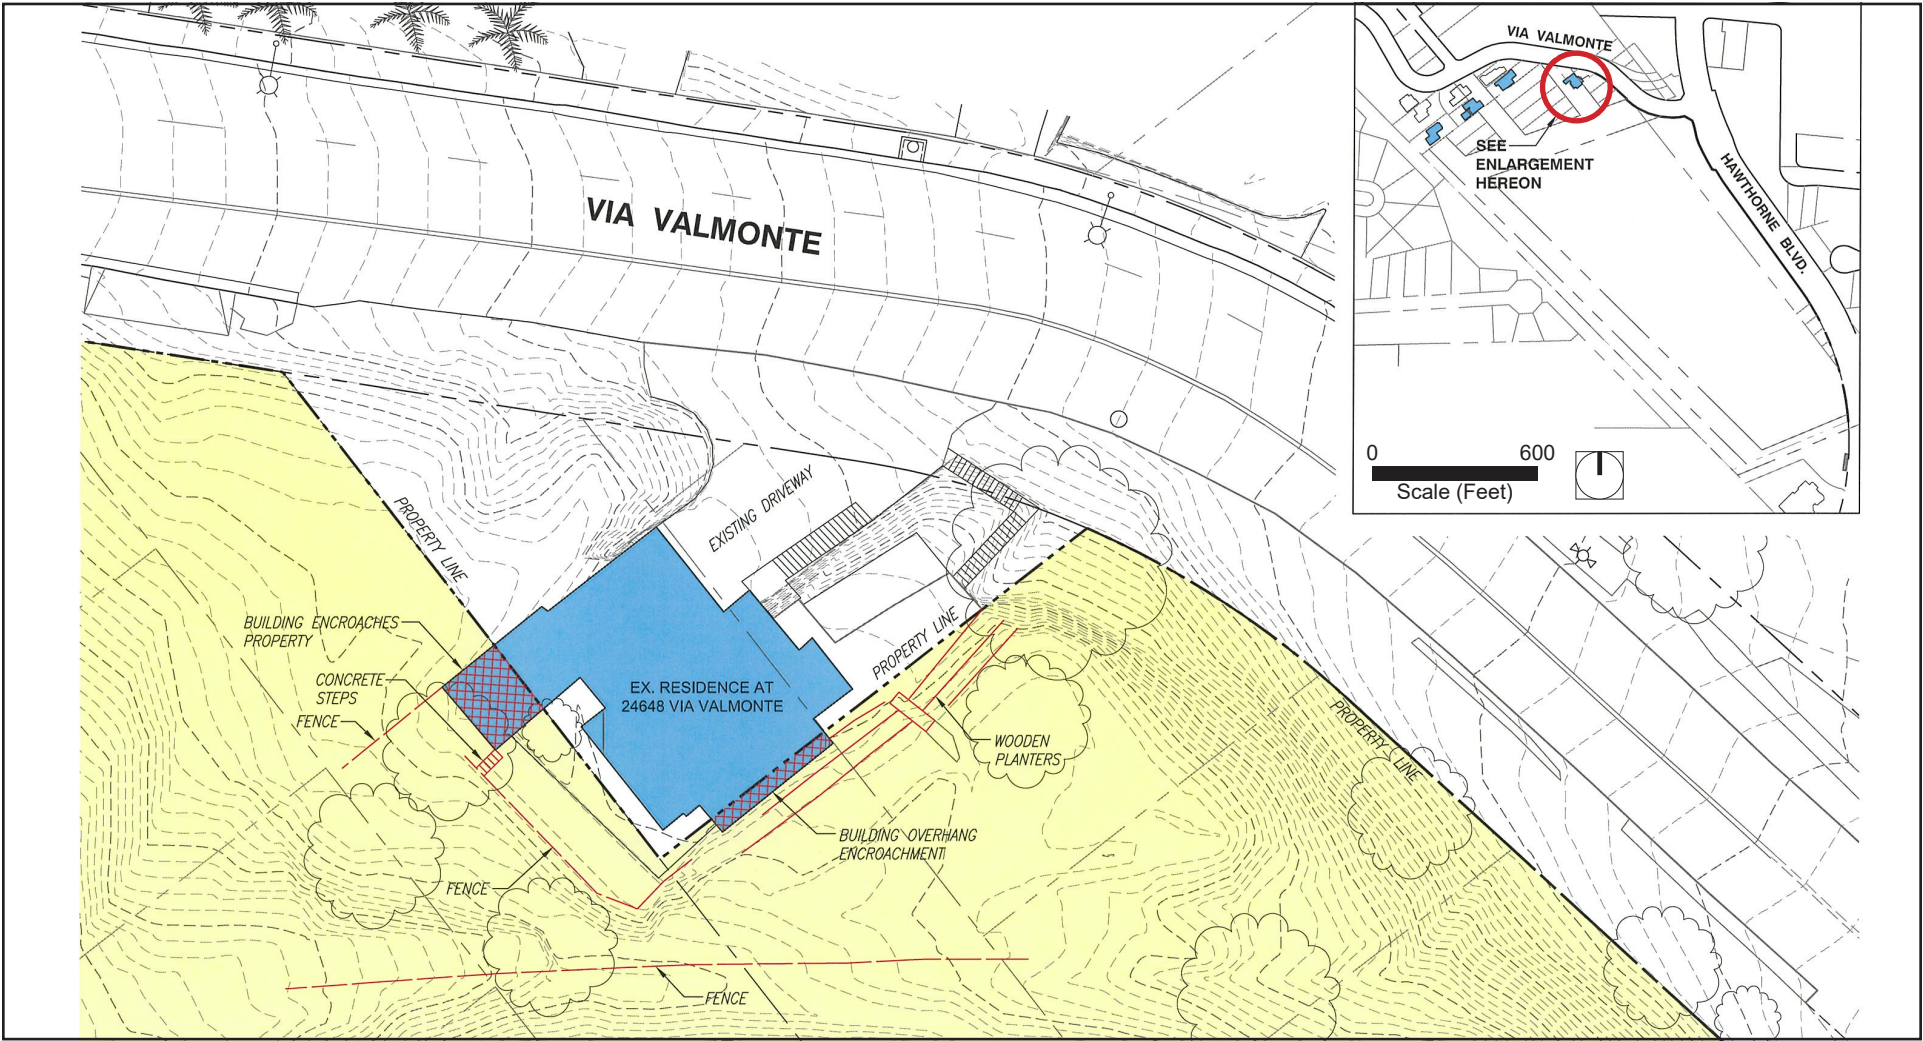 VIA VALMONTE
VIA VALMONTE
SEE
ENLARGEMENT
HEREON
HAWTHORNE BLVD.
0 600
Scale (Feet)
PROPERTY LINE
EXISTING DRIVEWAY
BUILDING ENCROACHES
PROPERTY
CONCRETE
STEPS
FENCE
EX. RESIDENCE AT
24648 VIA VALMONTE
PROPERTY LINE
WOODEN
PLANTERS
PROPERTY LINE
BUILDING OVERHANG
ENCROACHMENT
FENCE
FENCE